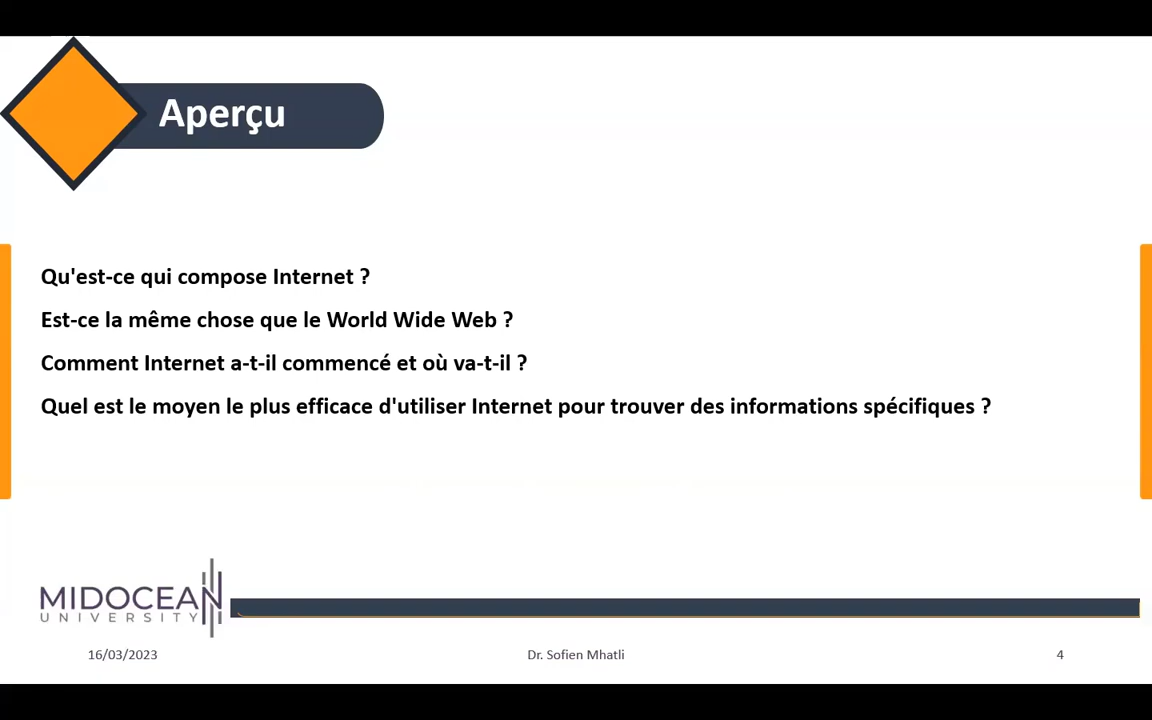 Aperçu
Qu'est-ce qui compose Internet ?
Est-ce la même chose que le World Wide Web ?
Comment Internet a-t-il commencé et où va-t-il ?
Quel est le moyen le plus efficace d'utiliser Internet pour trouver des informations spécifiques ?
MIDOCEAN
UNIVERSITY
16/03/2023
Dr. Sofien Mhatli
4